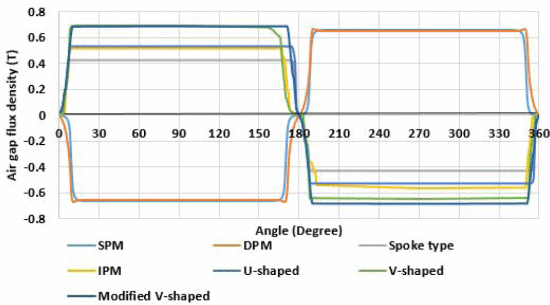 0.8
0.6
0.4
0.2
0
-0.2
-0.4
-0.6
-0.8
Air gap flux density (T)
0 30 60 90 120 150 180 210 240 270 300 330 360
Angle (Degree)
SPM DPM Spoke type
IPM U-shaped V-shaped
Modified V-shaped